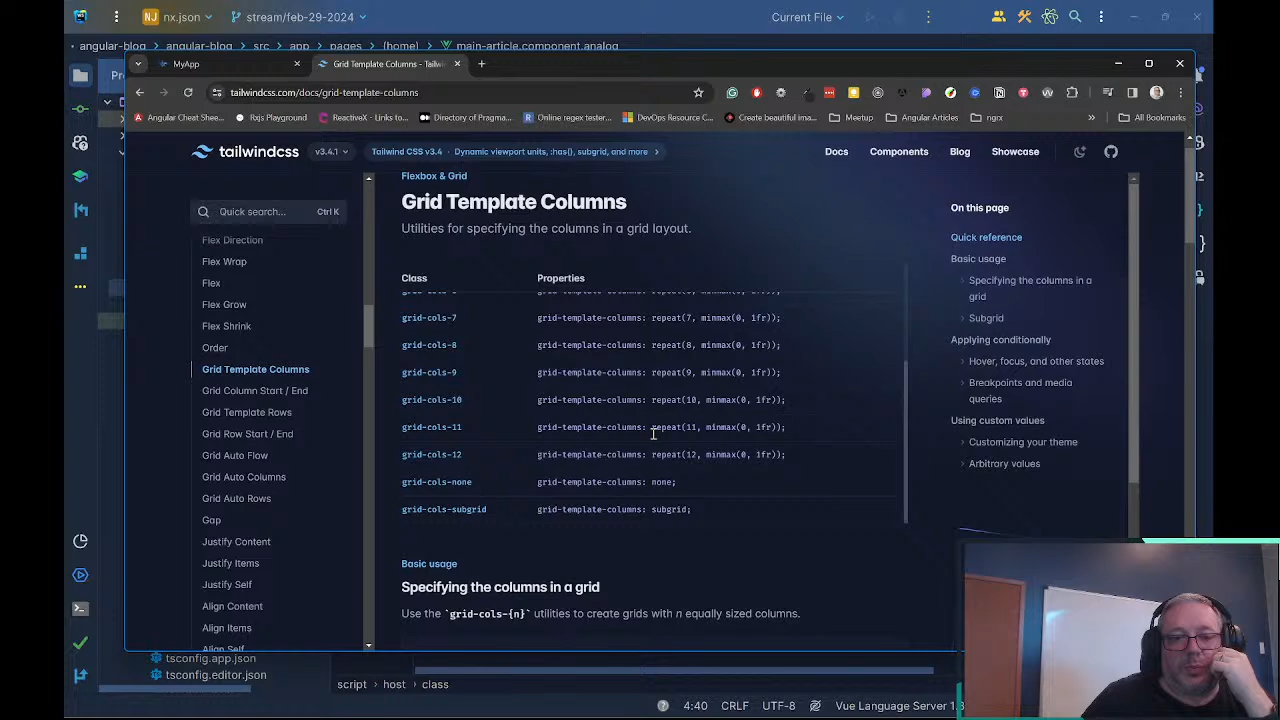 NJ nx.json stream/feb-29-2024 Current File
angular-blog angular-blog src app pages (home) main-article.component.analog
Pr
MyApp Grid Template Columns - Tailw
tailwindcss.com/docs/grid-template-columns
Angular Cheat Shee... Rxjs Playground ReactiveX - Links to... Directory of Pragma... Online regex tester... DevOps Resource C... Create beautiful ima... Meetup Angular Articles ngrx » All Bookmarks
tailwindcss v3.4.1 Tailwind CSS v3.4 · Dynamic viewport units, :has(), subgrid, and more Docs Components Blog Showcase
Quick search... Ctrl K
Flex Direction
Flex Wrap
Flex
Flex Grow
Flex Shrink
Order
Grid Template Columns
Grid Column Start / End
Grid Template Rows
Grid Row Start / End
Grid Auto Flow
Grid Auto Columns
Grid Auto Rows
Gap
Justify Content
Justify Items
Justify Self
Align Content
Align Items
Align Self
Flexbox & Grid
Grid Template Columns
Utilities for specifying the columns in a grid layout.
Class Properties
grid-cols-7 grid-template-columns: repeat(7, minmax(0, 1fr));
grid-cols-8 grid-template-columns: repeat(8, minmax(0, 1fr));
grid-cols-9 grid-template-columns: repeat(9, minmax(0, 1fr));
grid-cols-10 grid-template-columns: repeat(10, minmax(0, 1fr));
grid-cols-11 grid-template-columns: repeat(11, minmax(0, 1fr));
grid-cols-12 grid-template-columns: repeat(12, minmax(0, 1fr));
grid-cols-none grid-template-columns: none;
grid-cols-subgrid grid-template-columns: subgrid;
Basic usage
Specifying the columns in a grid
Use the `grid-cols-{n}` utilities to create grids with n equally sized columns.
On this page
Quick reference
Basic usage
Specifying the columns in a
grid
Subgrid
Applying conditionally
Hover, focus, and other states
Breakpoints and media
queries
Using custom values
Customizing your theme
Arbitrary values
tsconfig.app.json
tsconfig.editor.json
script host class
4:40 CRLF UTF-8 Vue Language Server